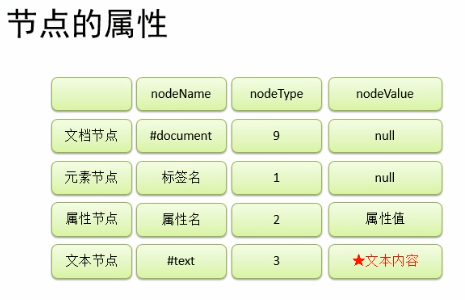 节点的属性
nodeName nodeType nodeValue
文档节点 #document 9 null
元素节点 标签名 1 null
属性节点 属性名 2 属性值
文本节点 #text 3 ★文本内容